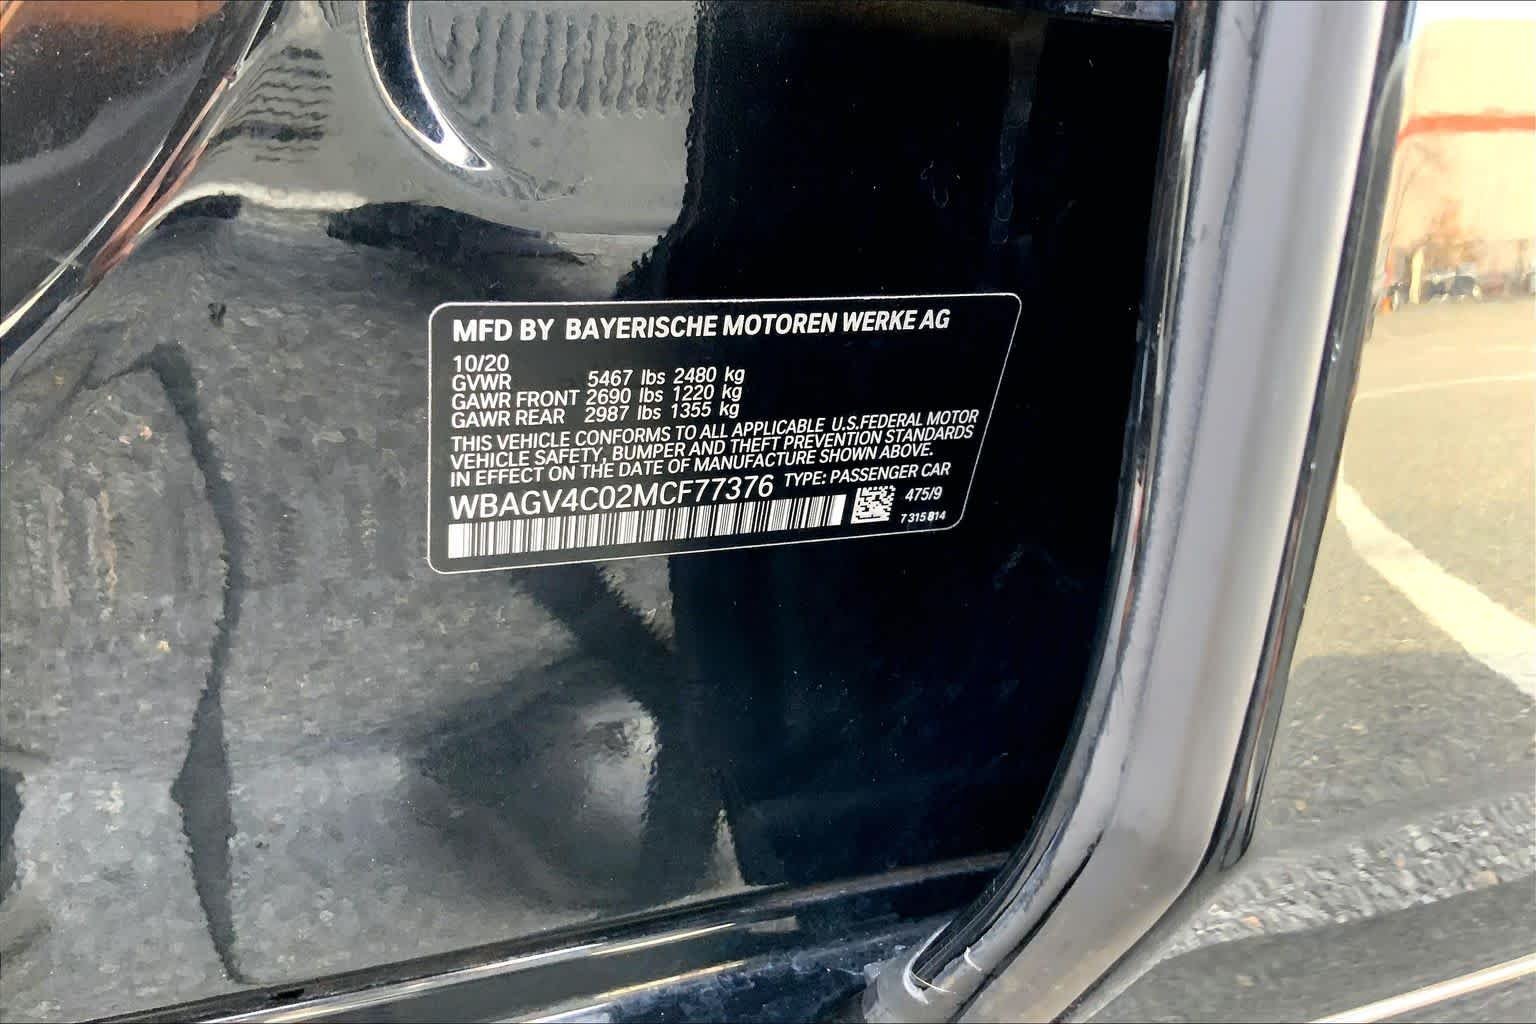 MFD BY BAYERISCHE MOTOREN WERKE AG
10/20
GVWR 5467 lbs 2480 kg
GAWR FRONT 2690 lbs 1220 kg
GAWR REAR 2987 lbs 1355 kg
THIS VEHICLE CONFORMS TO ALL APPLICABLE U.S.FEDERAL MOTOR
VEHICLE SAFETY, BUMPER AND THEFT PREVENTION STANDARDS
IN EFFECT ON THE DATE OF MANUFACTURE SHOWN ABOVE.
WBAGV4C02MCF77376 TYPE: PASSENGER CAR
475/9
7 315 814